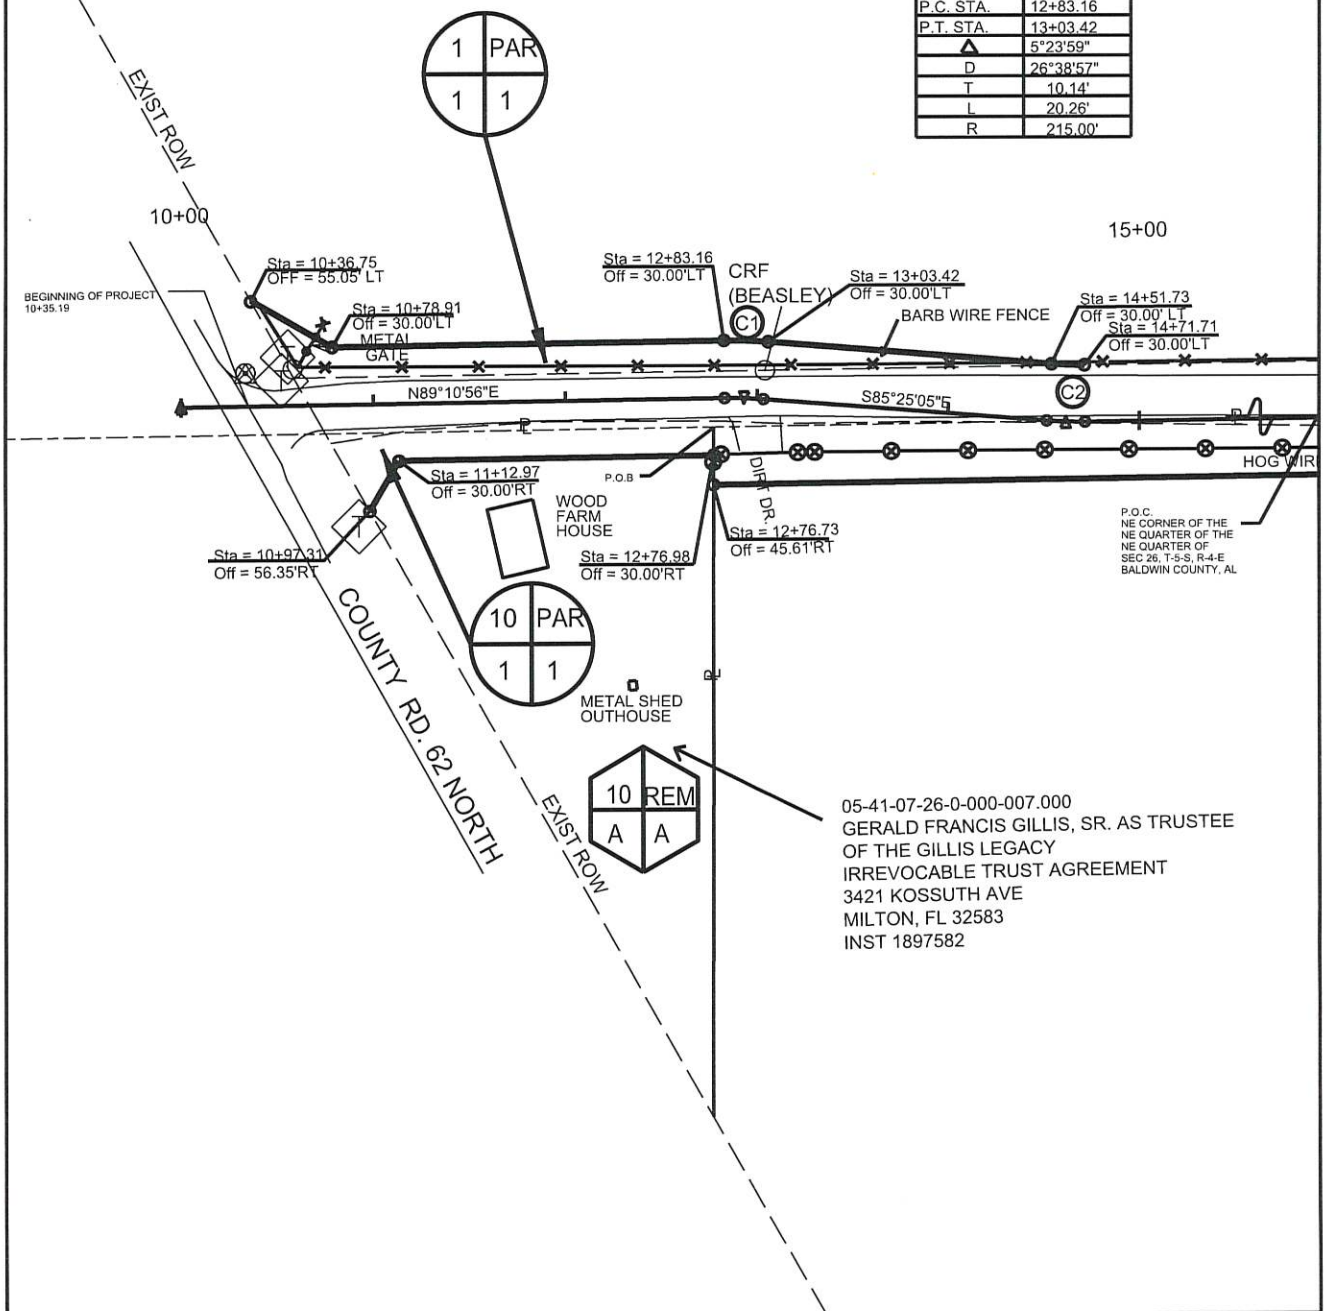 P.C. STA. 12+83.16
P.T. STA. 13+03.42
Δ 5°23'59"
D 26°38'57"
T 10.14'
L 20.26'
R 215.00'
1 PAR
1 1
EXIST ROW
10+00
15+00
BEGINNING OF PROJECT
10+35.19
Sta = 10+36.75
OFF = 55.05' LT
Sta = 10+78.91
Off = 30.00'LT
METAL
GATE
Sta = 12+83.16
Off = 30.00'LT
CRF
(BEASLEY)
C1
Sta = 13+03.42
Off = 30.00'LT
BARB WIRE FENCE
Sta = 14+51.73
Off = 30.00' LT
Sta = 14+71.71
Off = 30.00'LT
C2
N89°10'56"E
S85°25'05"E
HOG WIRE
Sta = 11+12.97
Off = 30.00'RT
P.O.B
DIRT DR.
WOOD
FARM
HOUSE
Sta = 10+97.31
Off = 56.35'RT
Sta = 12+76.98
Off = 30.00'RT
Sta = 12+76.73
Off = 45.61'RT
P.O.C.
NE CORNER OF THE
NE QUARTER OF THE
NE QUARTER OF
SEC 26, T-5-S, R-4-E
BALDWIN COUNTY, AL
COUNTY RD. 62 NORTH
10 PAR
1 1
METAL SHED
OUTHOUSE
10 REM
A A
EXIST ROW
05-41-07-26-0-000-007.000
GERALD FRANCIS GILLIS, SR. AS TRUSTEE
OF THE GILLIS LEGACY
IRREVOCABLE TRUST AGREEMENT
3421 KOSSUTH AVE
MILTON, FL 32583
INST 1897582